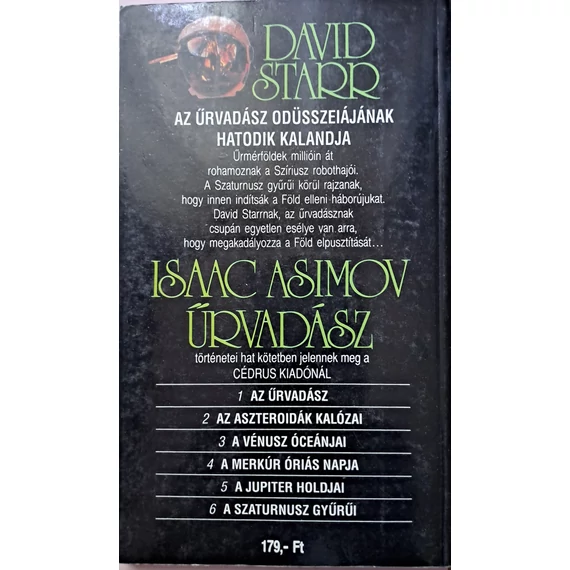 DAVID
STARR
AZ ŰRVADÁSZ ODÜSSZEIÁJÁNAK
HATODIK KALANDJA
Űrmérföldek millióin át
rohamoznak a Szíriusz robothajói.
A Szaturnusz gyűrűi körül rajzanak,
hogy innen indítsák a Föld elleni háborújukat.
David Starrnak, az űrvadásznak
csupán egyetlen esélye van arra,
hogy megakadályozza a Föld elpusztítását...
ISAAC ASIMOV
ŰRVADÁSZ
történetei hat kötetben jelennek meg a
CÉDRUS KIADÓNÁL
1 AZ ŰRVADÁSZ
2 AZ ASZTEROIDÁK KALÓZAI
3 A VÉNUSZ ÓCEÁNJAI
4 A MERKÚR ÓRIÁS NAPJA
5 A JUPITER HOLDJAI
6 A SZATURNUSZ GYŰRŰI
179,- Ft